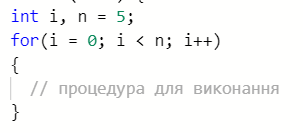 int i, n = 5;
for(i = 0; i < n; i++)
{
// процедура для виконання
}